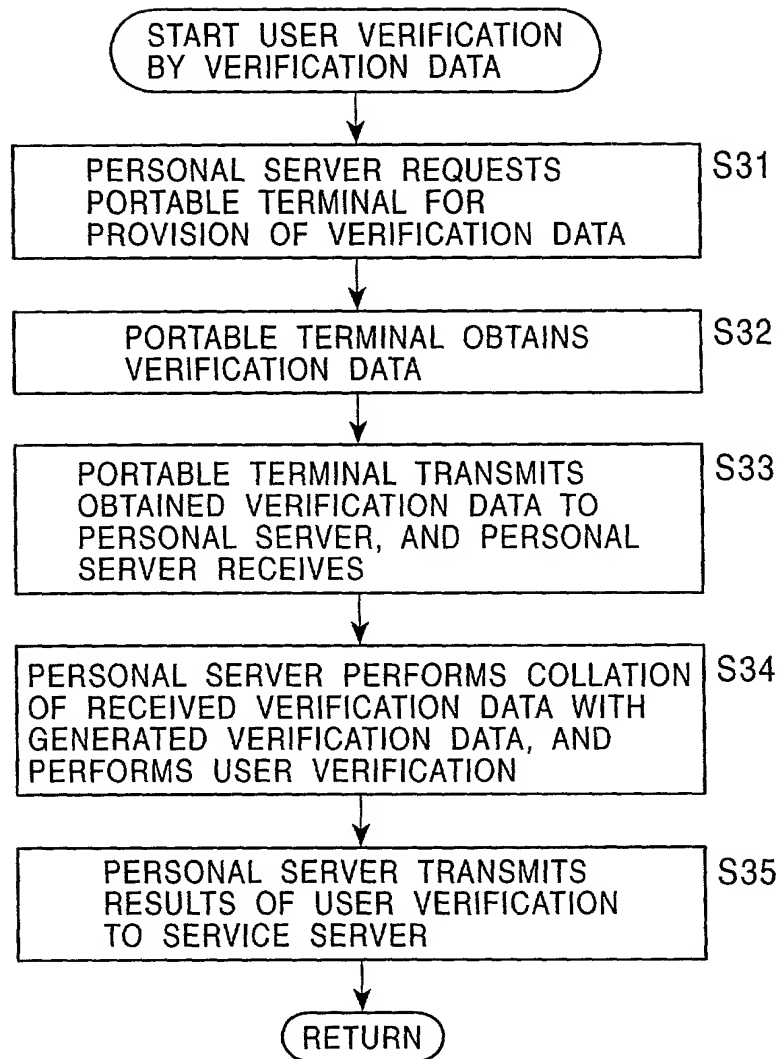 START USER VERIFICATION
BY VERIFICATION DATA
PERSONAL SERVER REQUESTS
PORTABLE TERMINAL FOR
PROVISION OF VERIFICATION DATA
S31
PORTABLE TERMINAL OBTAINS
VERIFICATION DATA
S32
PORTABLE TERMINAL TRANSMITS
OBTAINED VERIFICATION DATA TO
PERSONAL SERVER, AND PERSONAL
SERVER RECEIVES
S33
PERSONAL SERVER PERFORMS COLLATION
OF RECEIVED VERIFICATION DATA WITH
GENERATED VERIFICATION DATA, AND
PERFORMS USER VERIFICATION
S34
PERSONAL SERVER TRANSMITS
RESULTS OF USER VERIFICATION
TO SERVICE SERVER
S35
RETURN